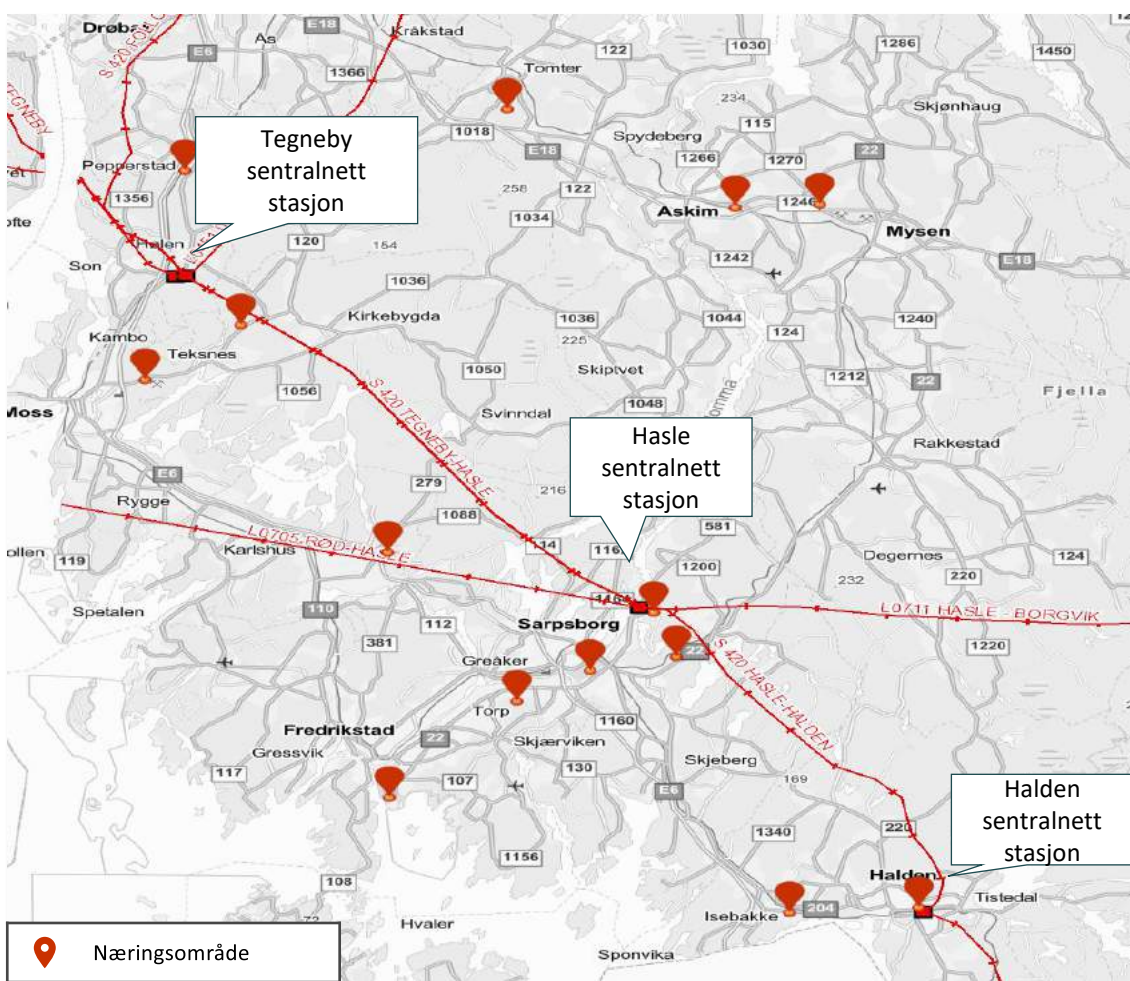 Drøbak
E6
Ås
E18
Kråkstad
122
1030
1286
1450
S 420 FOLLO
1366
Tomter
Skjønhaug
TEGNEBY
1018
Spydeberg
234
115
Tegneby
sentralnett
stasjon
E18
1266
1270
22
Pepperstad
1356
258
122
1034
Askim
1246
Mysen
Hølen
120
154
1242
E18
Son
1036
Kirkebygda
1036
1044
124
1240
Kambo
Teksnes
225
1050
Skiptvet
1212
22
Fjella
1056
1048
Moss
Svinndal
S 420 TEGNEBY-HASLE
Hasle
sentralnett
stasjon
Rakkestad
E6
279
216
Rygge
1088
581
L0705 RØD-HASLE
Karlshus
114
1200
Degernes
124
119
220
232
Spetalen
110
112
L0711 HASLE - BORGVIK
Sarpsborg
381
22
1220
Greåker
S 420 HASLE-HALDEN
Torp
1160
Fredrikstad
22
Skjærviken
Gressvik
117
107
130
Skjeberg
169
E6
Halden
sentralnett
stasjon
1340
220
1156
108
Halden
Hvaler
Isebakke
204
Tistedal
Sponvika
Næringsområde